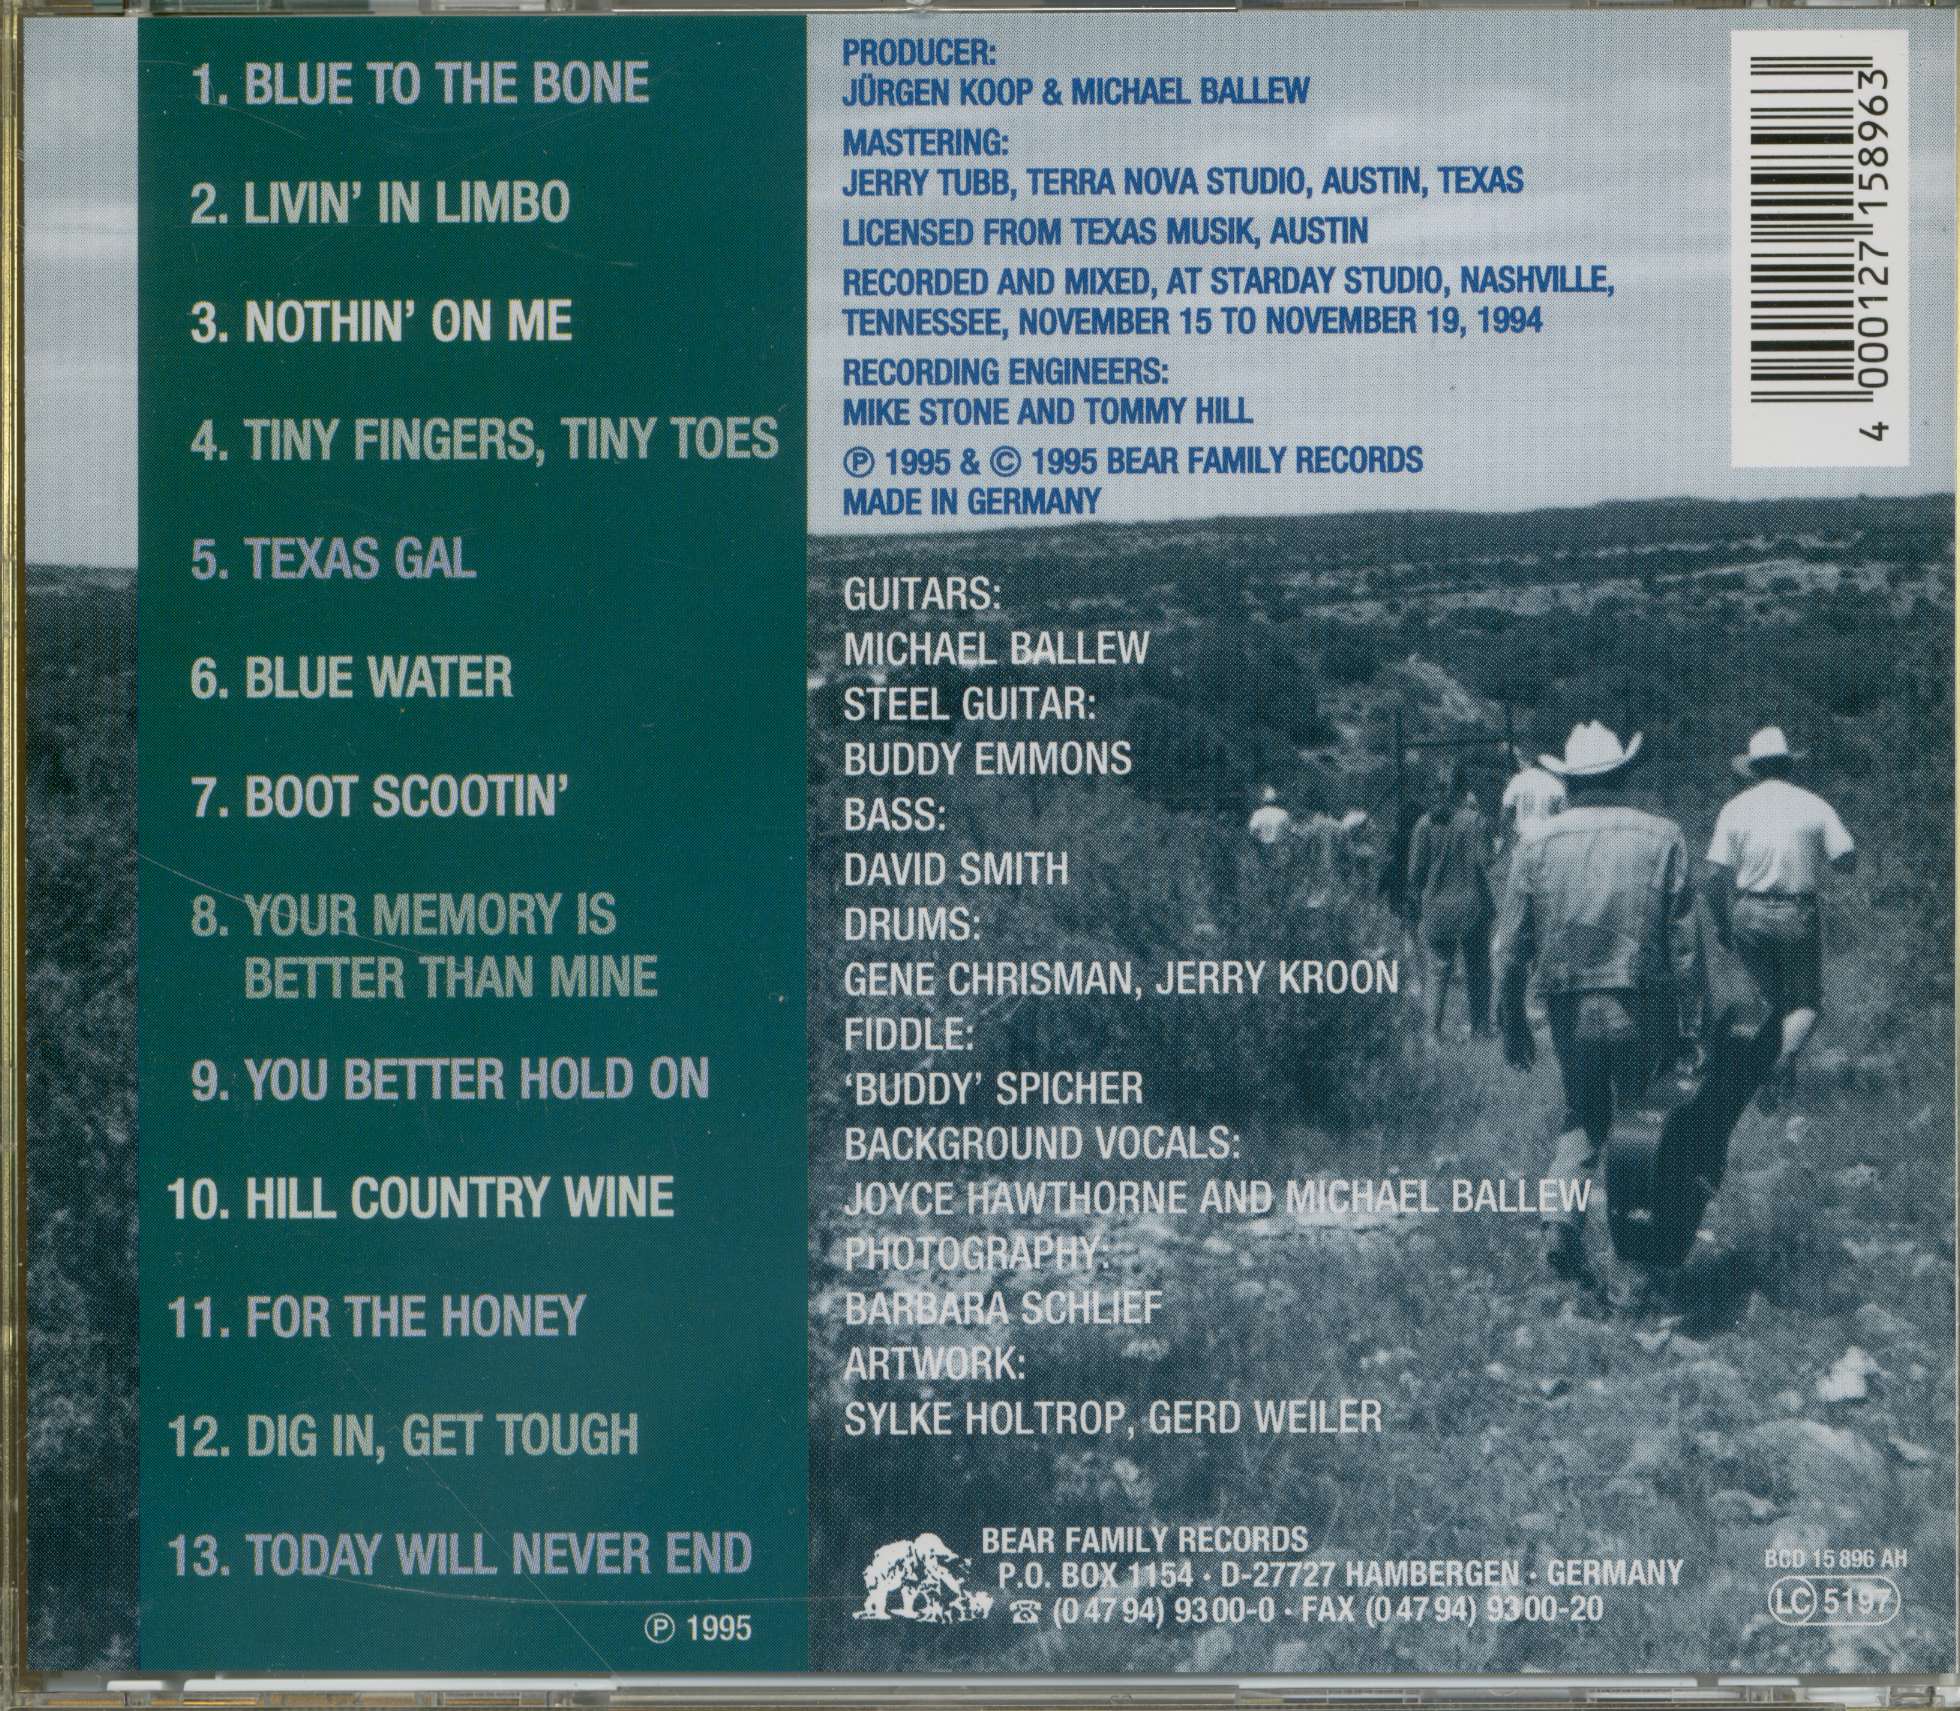 1. BLUE TO THE BONE
2. LIVIN’ IN LIMBO
3. NOTHIN’ ON ME
4. TINY FINGERS, TINY TOES
5. TEXAS GAL
6. BLUE WATER
7. BOOT SCOOTIN’
8. YOUR MEMORY IS
BETTER THAN MINE
9. YOU BETTER HOLD ON
10. HILL COUNTRY WINE
11. FOR THE HONEY
12. DIG IN, GET TOUGH
13. TODAY WILL NEVER END
℗ 1995
PRODUCER:
JÜRGEN KOOP & MICHAEL BALLEW
MASTERING:
JERRY TUBB, TERRA NOVA STUDIO, AUSTIN, TEXAS
LICENSED FROM TEXAS MUSIK, AUSTIN
RECORDED AND MIXED, AT STARDAY STUDIO, NASHVILLE,
TENNESSEE, NOVEMBER 15 TO NOVEMBER 19, 1994
RECORDING ENGINEERS:
MIKE STONE AND TOMMY HILL
℗ 1995 & © 1995 BEAR FAMILY RECORDS
MADE IN GERMANY
4 000127 158963
GUITARS:
MICHAEL BALLEW
STEEL GUITAR:
BUDDY EMMONS
BASS:
DAVID SMITH
DRUMS:
GENE CHRISMAN, JERRY KROON
FIDDLE:
‘BUDDY’ SPICHER
BACKGROUND VOCALS:
JOYCE HAWTHORNE AND MICHAEL BALLEW
PHOTOGRAPHY:
BARBARA SCHLIEF
ARTWORK:
SYLKE HOLTROP, GERD WEILER
BEAR FAMILY RECORDS
P.O. BOX 1154 · D-27727 HAMBERGEN · GERMANY
☎ (0 47 94) 93 00-0 · FAX (0 47 94) 93 00-20
BCD 15 896 AH
LC 5197